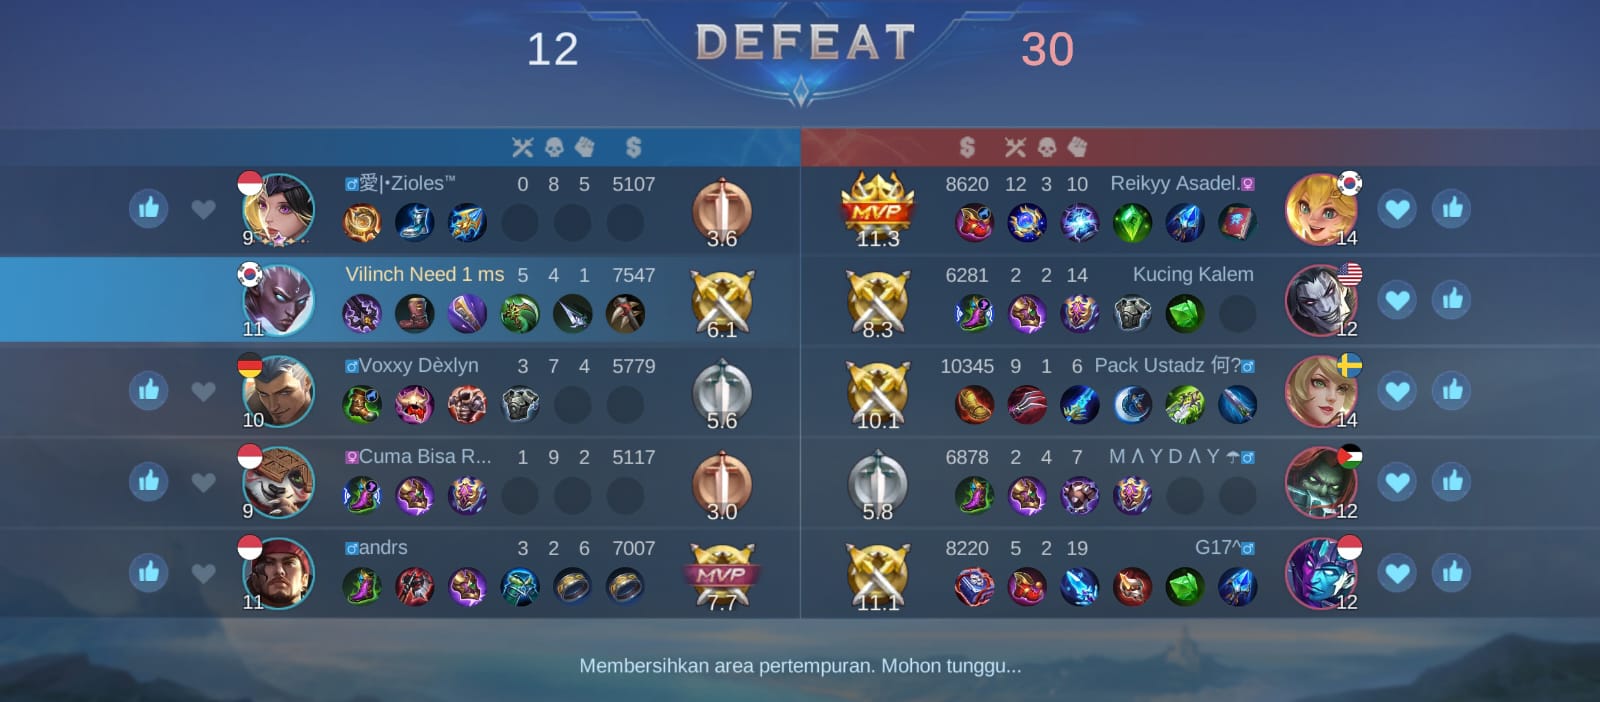 12 DEFEAT 30
愛|•Zioles™ 0 8 5 5107
9 3.6
8620 12 3 10 Reikyy Asadel.
MVP 11.3 14
Vilinch Need 1 ms 5 4 1 7547
11 6.1
6281 2 2 14 Kucing Kalem
8.3 12
Voxxy Dèxlyn 3 7 4 5779
10 5.6
10345 9 1 6 Pack Ustadz 何?
10.1 14
Cuma Bisa R... 1 9 2 5117
9 3.0
6878 2 4 7 M Λ Y D Λ Y ☂
5.8 12
andrs 3 2 6 7007
11 MVP 7.7
8220 5 2 19 G17^
11.1 12
Membersihkan area pertempuran. Mohon tunggu...